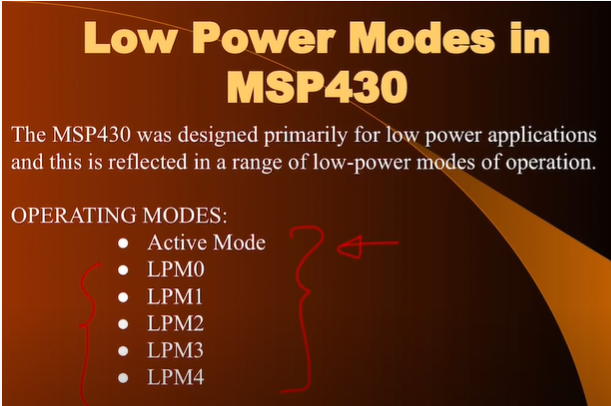 Low Power Modes in
MSP430
The MSP430 was designed primarily for low power applications
and this is reflected in a range of low-power modes of operation.
OPERATING MODES:
● Active Mode
● LPM0
● LPM1
● LPM2
● LPM3
● LPM4